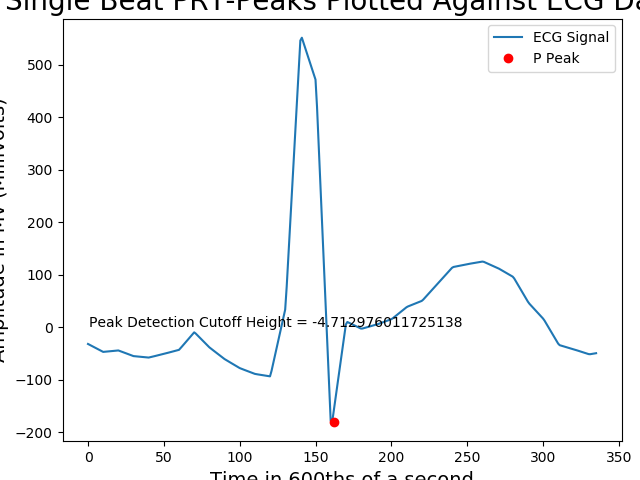 Single Beat PRT-Peaks Plotted Against ECG Da
ECG Signal
P Peak
500
400
300
200
100
0
−100
−200
Amplitude in MV (Millivolts)
Peak Detection Cutoff Height = -4.712976011725138
0 50 100 150 200 250 300 350
Time in 600ths of a second